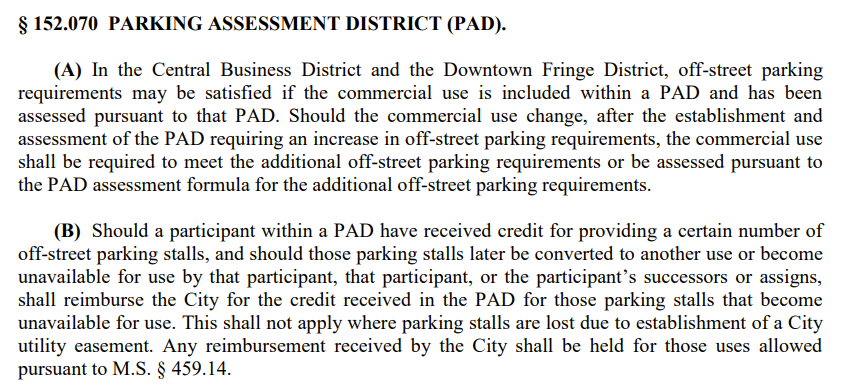 § 152.070 PARKING ASSESSMENT DISTRICT (PAD).
(A) In the Central Business District and the Downtown Fringe District, off-street parking
requirements may be satisfied if the commercial use is included within a PAD and has been
assessed pursuant to that PAD. Should the commercial use change, after the establishment and
assessment of the PAD requiring an increase in off-street parking requirements, the commercial use
shall be required to meet the additional off-street parking requirements or be assessed pursuant to
the PAD assessment formula for the additional off-street parking requirements.
(B) Should a participant within a PAD have received credit for providing a certain number of
off-street parking stalls, and should those parking stalls later be converted to another use or become
unavailable for use by that participant, that participant, or the participant’s successors or assigns,
shall reimburse the City for the credit received in the PAD for those parking stalls that become
unavailable for use. This shall not apply where parking stalls are lost due to establishment of a City
utility easement. Any reimbursement received by the City shall be held for those uses allowed
pursuant to M.S. § 459.14.